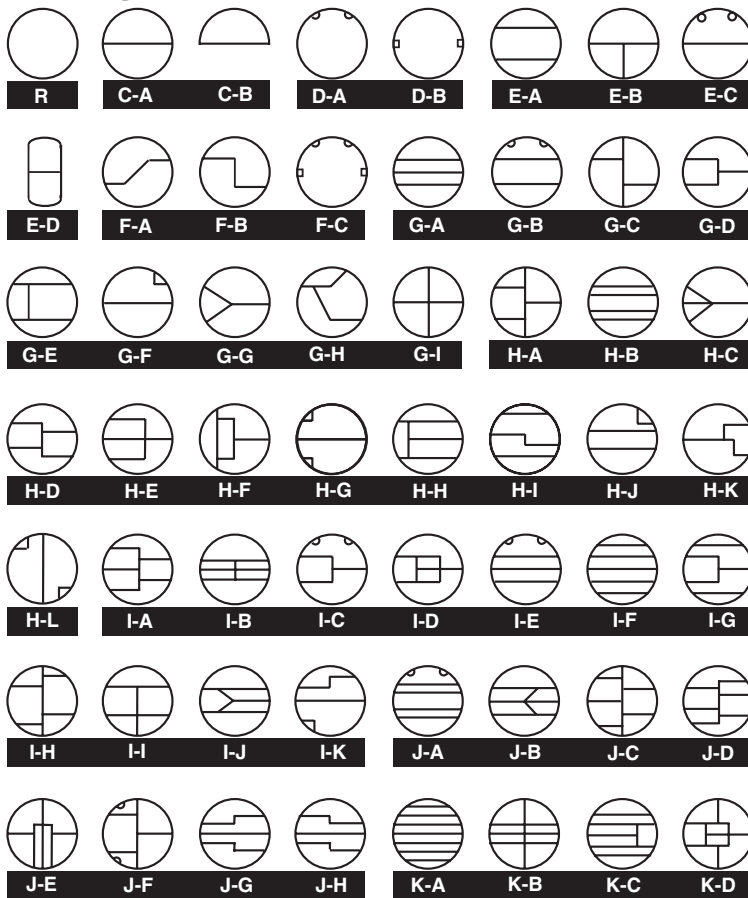 R C-A C-B D-A D-B E-A E-B E-C
E-D F-A F-B F-C G-A G-B G-C G-D
G-E G-F G-G G-H G-I H-A H-B H-C
H-D H-E H-F H-G H-H H-I H-J H-K
H-L I-A I-B I-C I-D I-E I-F I-G
I-H I-I I-J I-K J-A J-B J-C J-D
J-E J-F J-G J-H K-A K-B K-C K-D